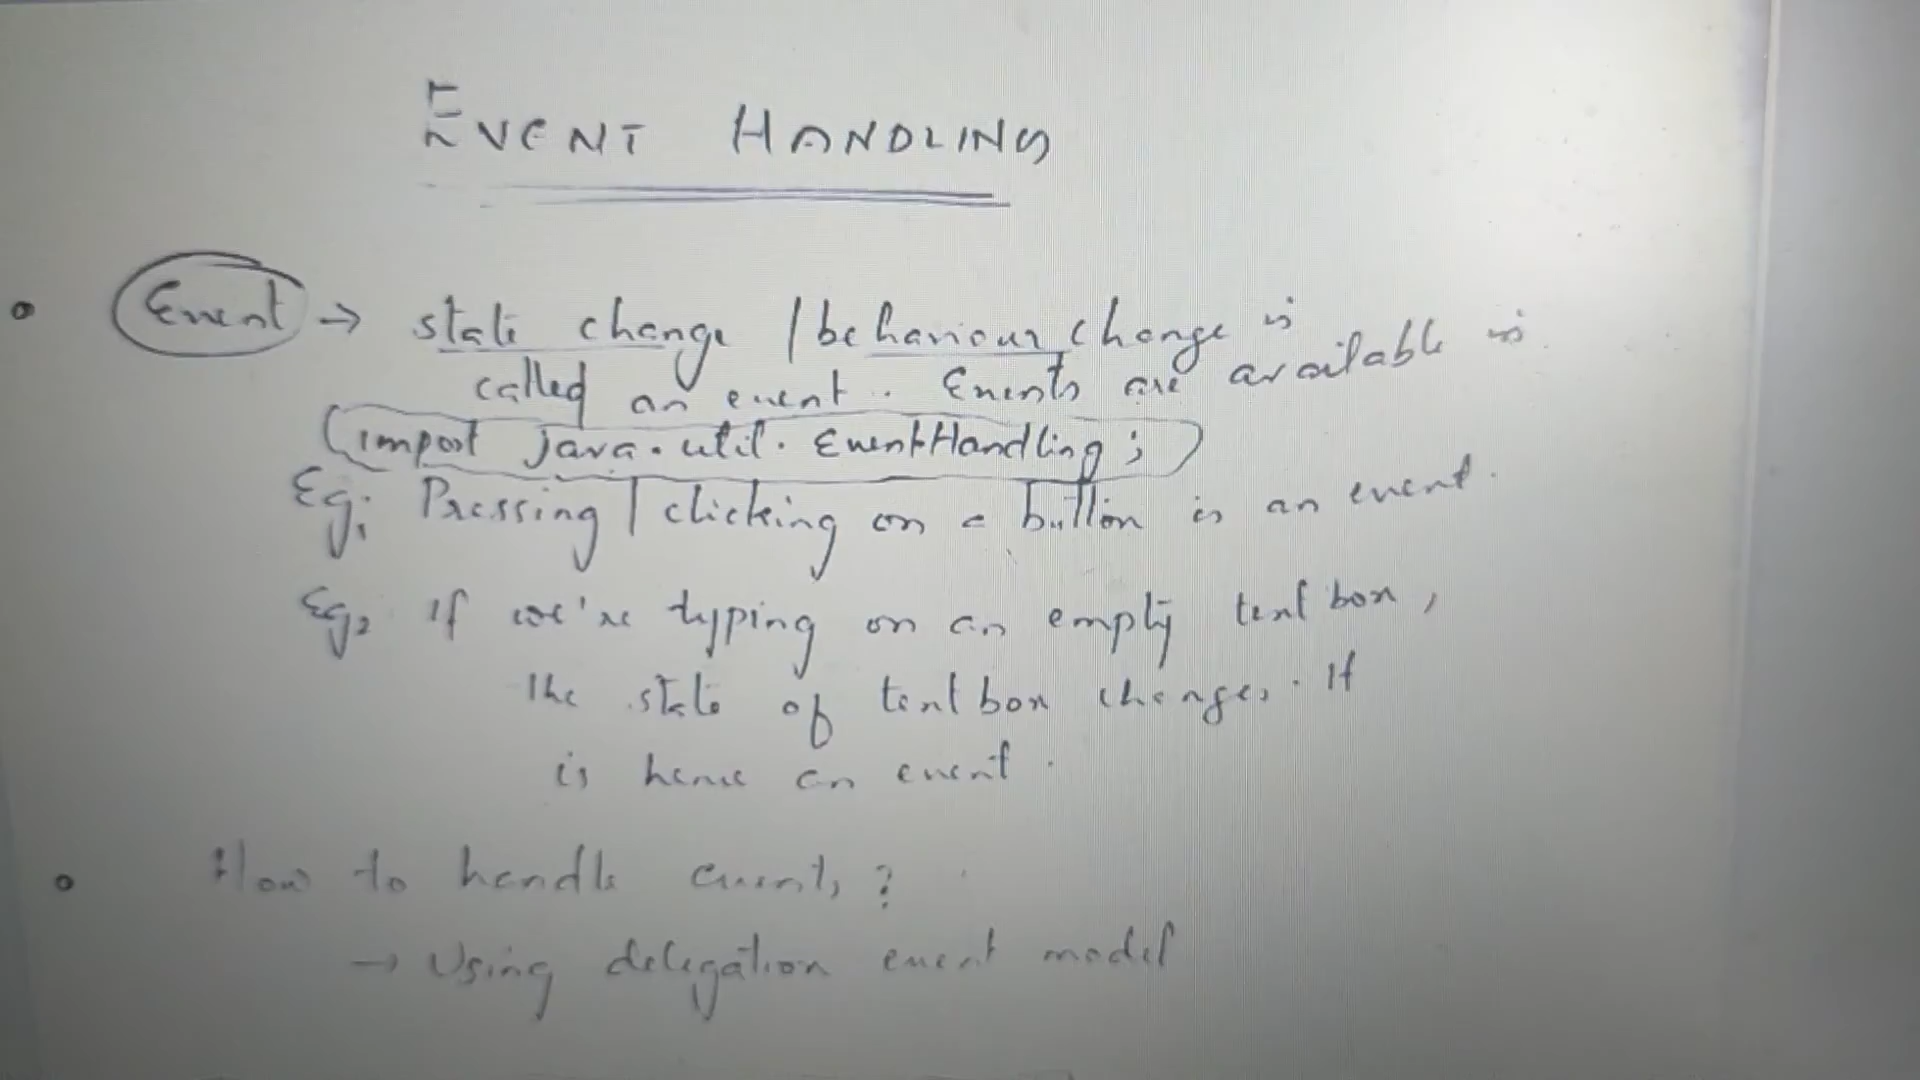 EVENT HANDLING
Event → state change / behaviour change is
called an event. Events are available in
(import java.util.EventHandling;)
Eg1 Pressing / clicking on a button is an event.
Eg2 If we're typing on an empty text box,
the state of text box changes. It
is hence an event.
How to handle events?
→ Using delegation event model